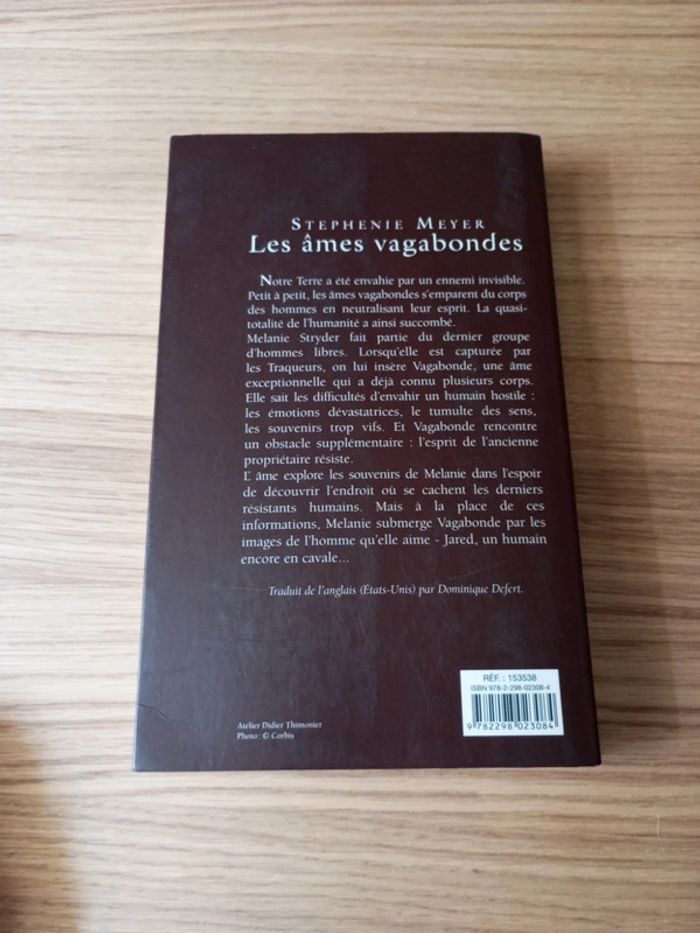 STEPHENIE MEYER
Les âmes vagabondes
Notre Terre a été envahie par un ennemi invisible.
Petit à petit, les âmes vagabondes s'emparent du corps
des hommes en neutralisant leur esprit. La quasi-
totalité de l'humanité a ainsi succombé.
Melanie Stryder fait partie du dernier groupe
d'hommes libres. Lorsqu'elle est capturée par
les Traqueurs, on lui insère Vagabonde, une âme
exceptionnelle qui a déjà connu plusieurs corps.
Elle sait les difficultés d'envahir un humain hostile :
les émotions dévastatrices, le tumulte des sens,
les souvenirs trop vifs. Et Vagabonde rencontre
un obstacle supplémentaire : l'esprit de l'ancienne
propriétaire résiste.
L'âme explore les souvenirs de Melanie dans l'espoir
de découvrir l'endroit où se cachent les derniers
résistants humains. Mais à la place de ces
informations, Melanie submerge Vagabonde par les
images de l'homme qu'elle aime - Jared, un humain
encore en cavale...
Traduit de l'anglais (États-Unis) par Dominique Defert.
RÉF. : 153538
ISBN 978-2-298-02308-4
9 782298 023084
Atelier Didier Thimonier
Photo : © Corbis